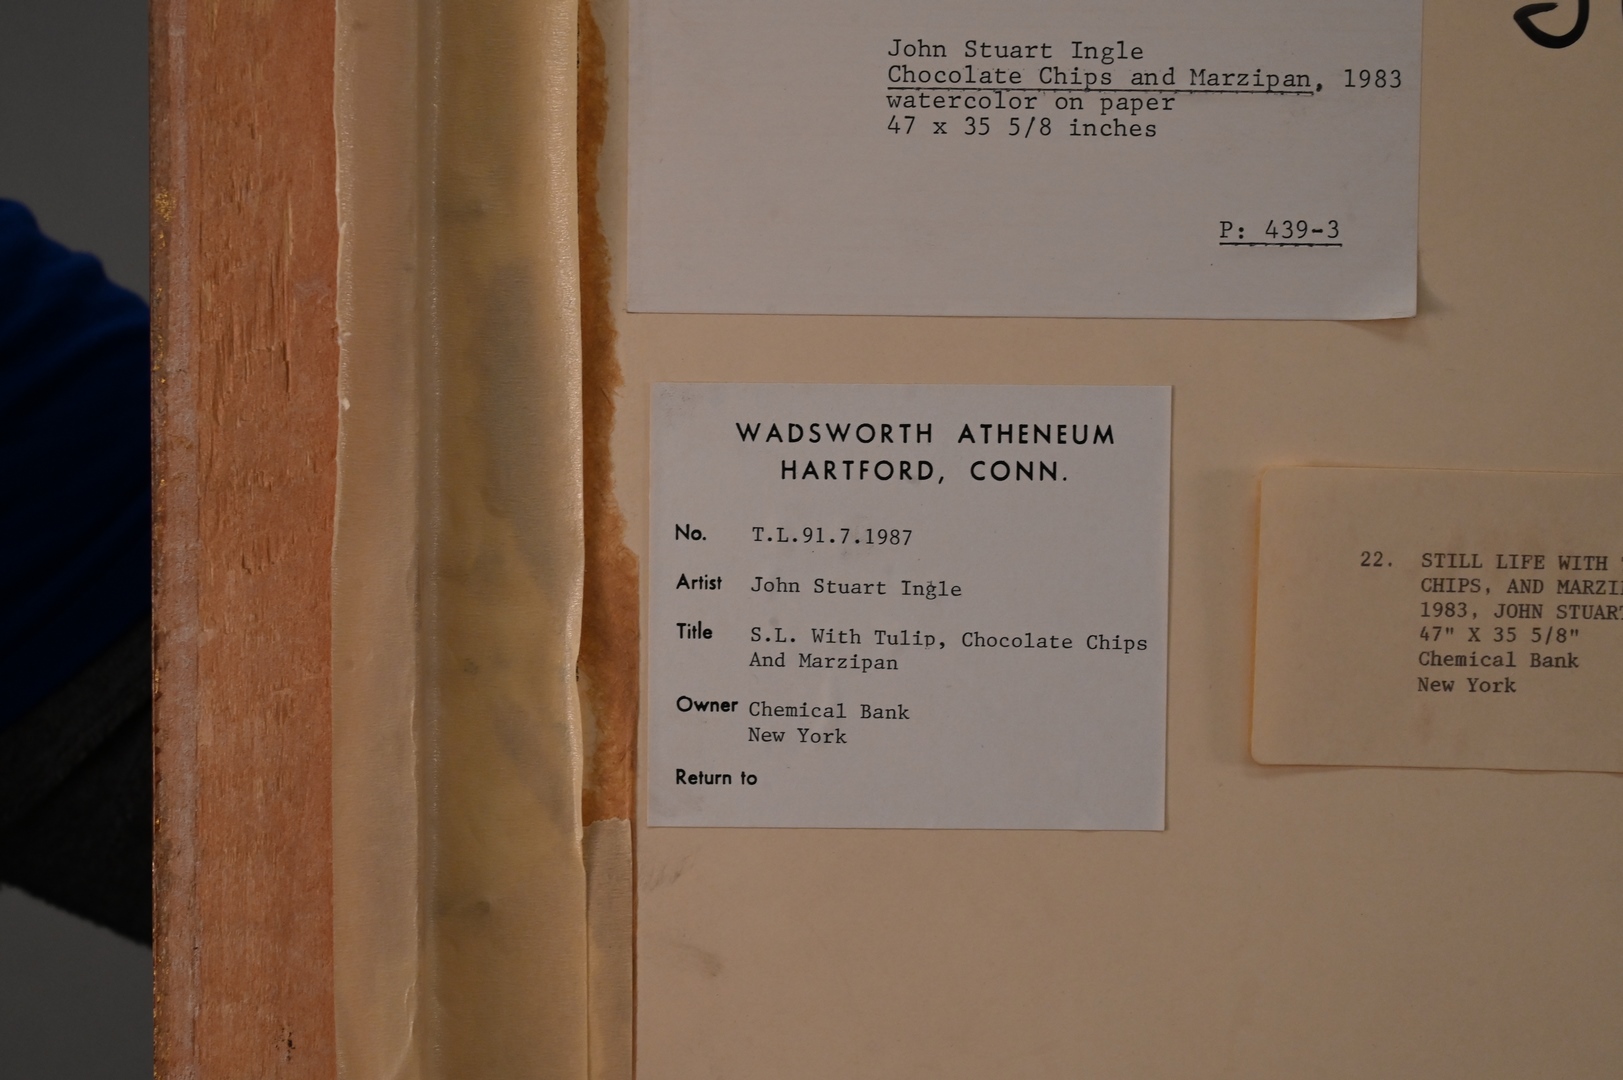 John Stuart Ingle
Chocolate Chips and Marzipan, 1983
watercolor on paper
47 x 35 5/8 inches
P: 439-3
WADSWORTH ATHENEUM
HARTFORD, CONN.
No. T.L.91.7.1987
Artist John Stuart Ingle
Title S.L. With Tulip, Chocolate Chips
And Marzipan
Owner Chemical Bank
New York
Return to
22. STILL LIFE WITH
CHIPS, AND
1983, JOHN
47" X 35 5/8"
Chemical Bank
New York